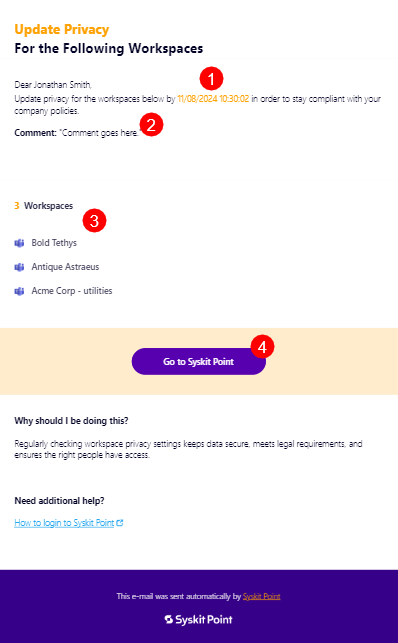 Update Privacy
For the Following Workspaces
1
Dear Jonathan Smith,
Update privacy for the workspaces below by 11/08/2024 10:30:02 in order to stay compliant with your
company policies.
Comment: "Comment goes here."
2
3 Workspaces
3
Bold Tethys
Antique Astraeus
Acme Corp - utilities
4
Go to Syskit Point
Why should I be doing this?
Regularly checking workspace privacy settings keeps data secure, meets legal requirements, and
ensures the right people have access.
Need additional help?
How to login to Syskit Point
This e-mail was sent automatically by Syskit Point
Syskit Point